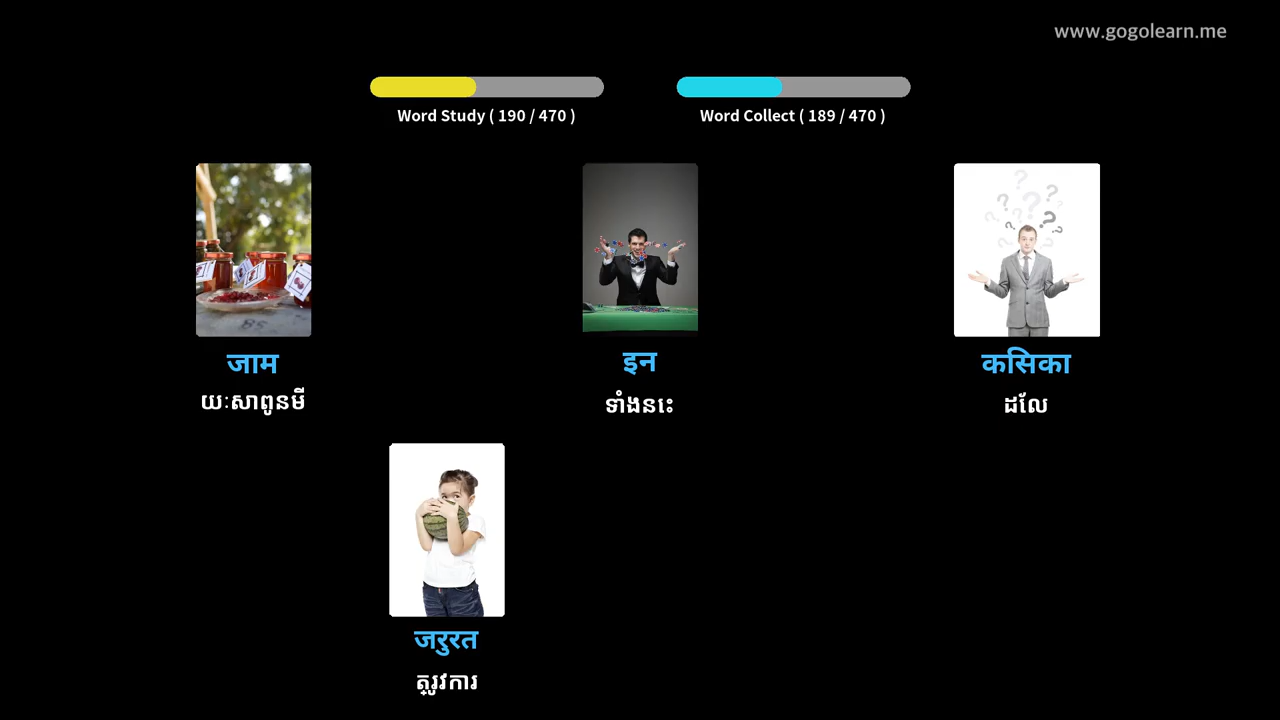 www.gogolearn.me
Word Study ( 190 / 470 )
Word Collect ( 189 / 470 )
जाम
इन
कसिका
យៈសាពូនមី
ទាំងនេះ
ដែល
जरुरत
ត្រូវការ